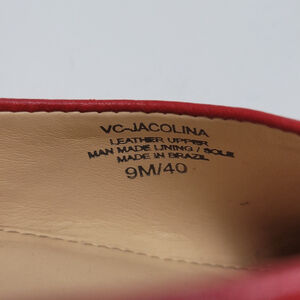 VC-JACOLINA
LEATHER UPPER
MAN MADE LINING / SOLE
MADE IN BRAZIL
9M/40